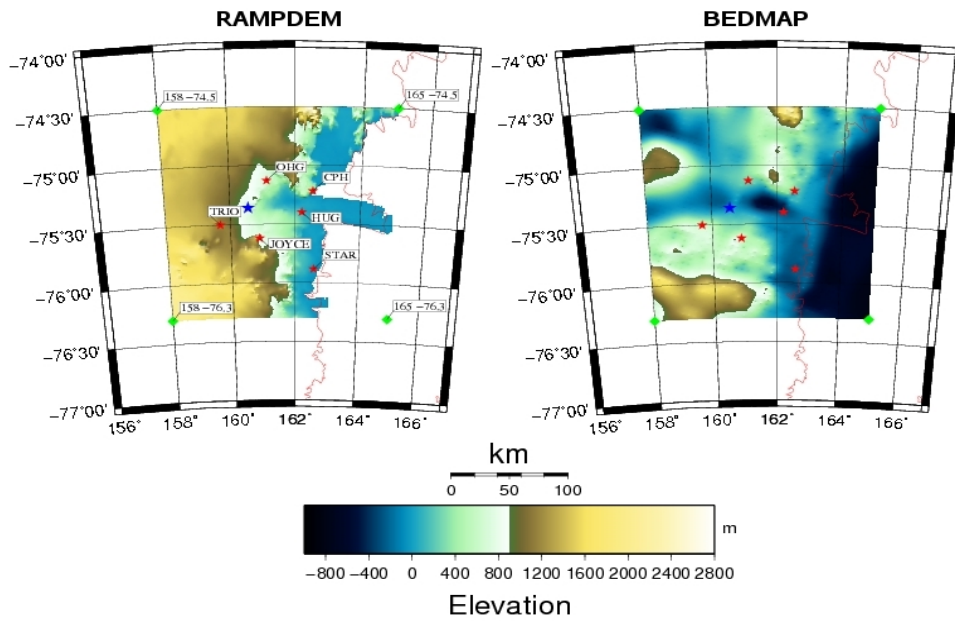 RAMPDEM BEDMAP
−74°00'
−74°30'
−75°00'
−75°30'
−76°00'
−76°30'
−77°00'
156° 158° 160° 162° 164° 166°
158 −74.5
165 −74.5
OHG
CPH
TRIO
HUG
JOYCE
STAR
158 −76.3
165 −76.3
−74°00'
−74°30'
−75°00'
−75°30'
−76°00'
−76°30'
−77°00'
156° 158° 160° 162° 164° 166°
km
0 50 100
m
−800 −400 0 400 800 1200 1600 2000 2400 2800
Elevation